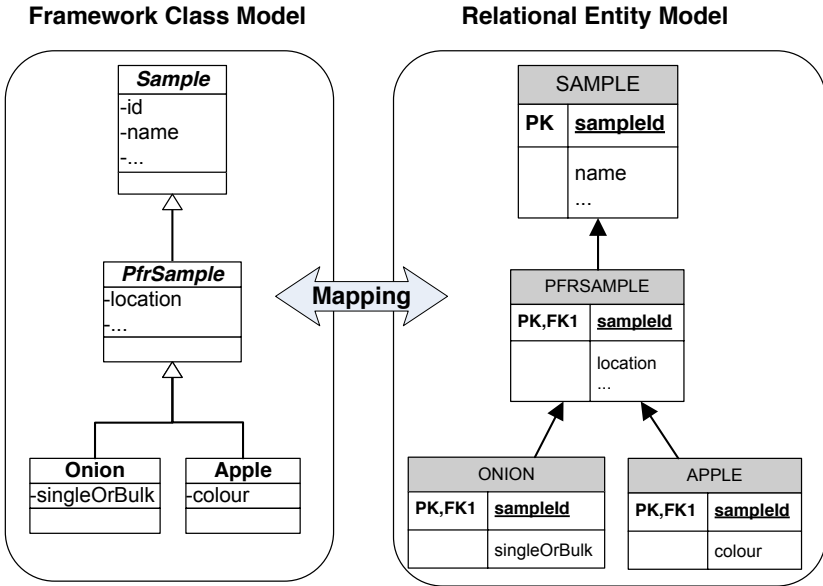 Framework Class Model
Relational Entity Model
Sample
-id
-name
-...
PfrSample
-location
-...
Onion
-singleOrBulk
Apple
-colour
Mapping
SAMPLE
PK sampleId
name
...
PFRSAMPLE
PK,FK1 sampleId
location
...
ONION
PK,FK1 sampleId
singleOrBulk
APPLE
PK,FK1 sampleId
colour